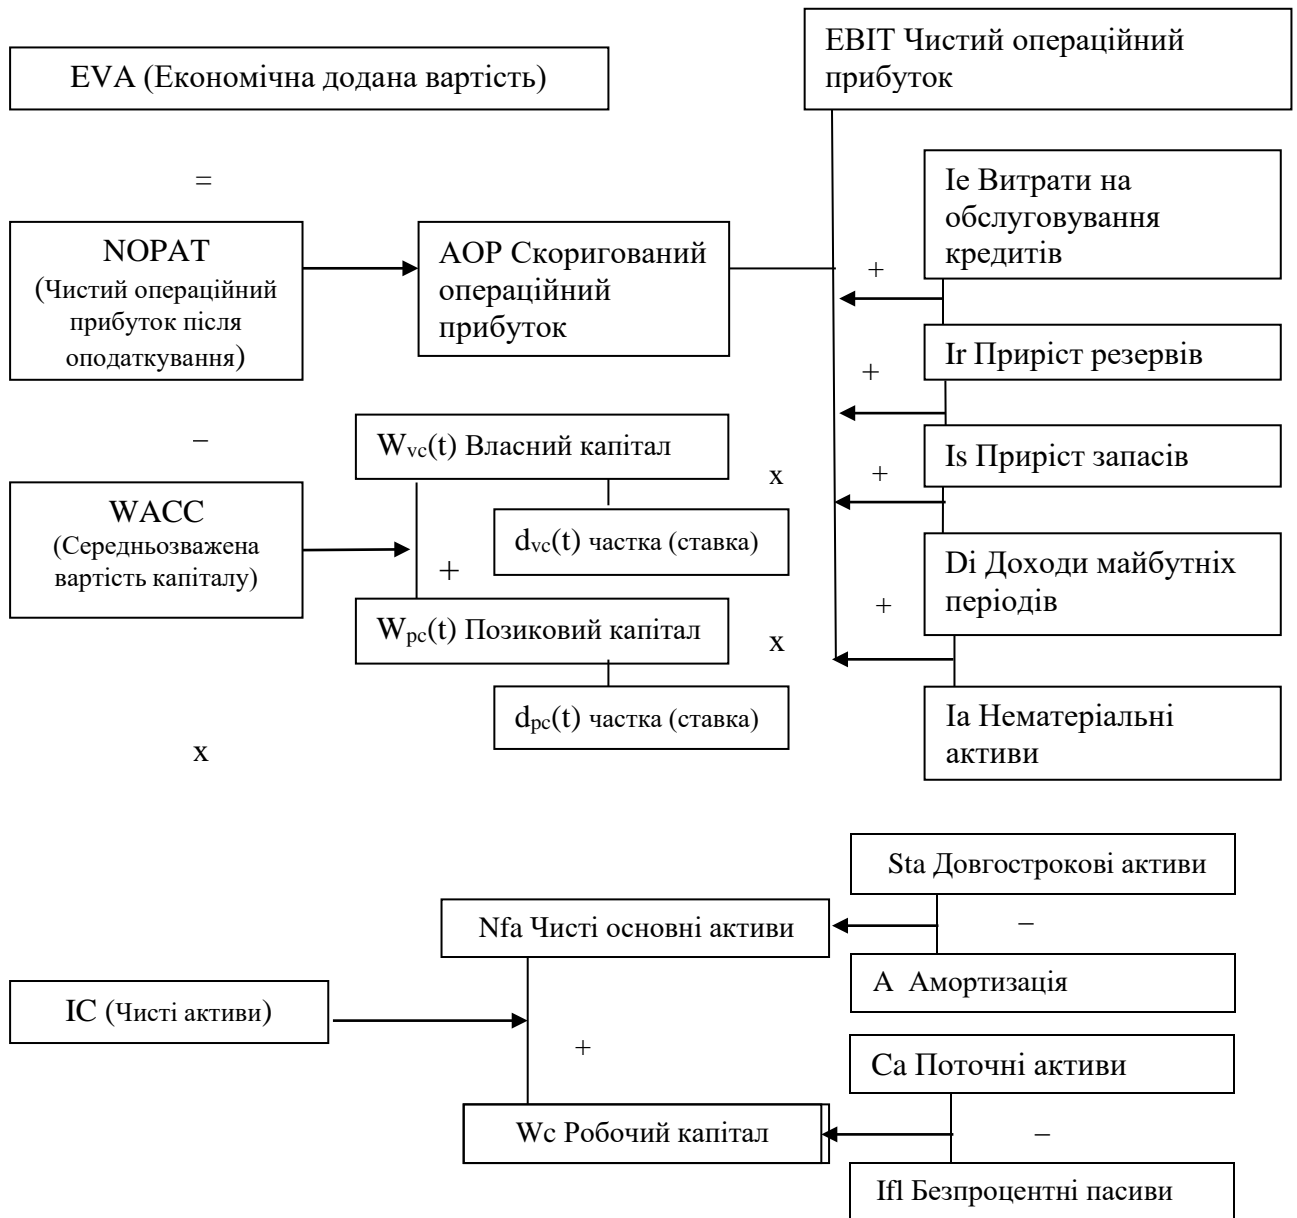 EVA (Економічна додана вартість)
EBIT Чистий операційний
прибуток
=
NOPAT
(Чистий операційний
прибуток після
оподаткування)
AOP Скоригований
операційний
прибуток
Ie Витрати на
обслуговування
кредитів
+
Ir Приріст резервів
+
Is Приріст запасів
+
Di Доходи майбутніх
періодів
+
Ia Нематеріальні
активи
–
WACC
(Середньозважена
вартість капіталу)
Wvc(t) Власний капітал
x
dvc(t) частка (ставка)
+
Wpc(t) Позиковий капітал
x
dpc(t) частка (ставка)
x
Sta Довгострокові активи
Nfa Чисті основні активи
–
A Амортизація
IC (Чисті активи)
+
Ca Поточні активи
Wc Робочий капітал
–
Ifl Безпроцентні пасиви